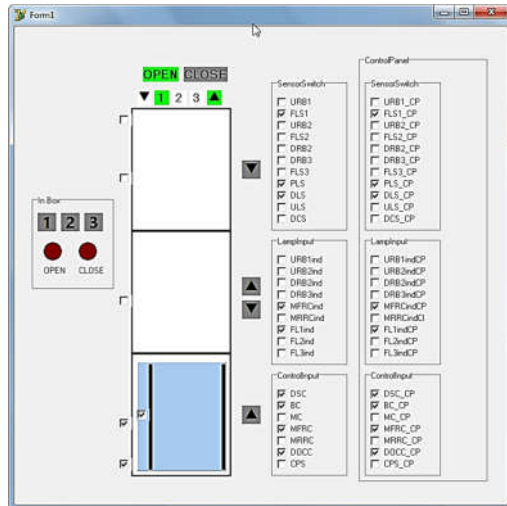 Form1
ControlPanel
OPEN CLOSE
▼ 1 2 3 ▲
SensorSwitch
URB1
FLS1
URB2
FLS2
DRB2
DRB3
FLS3
PLS
DLS
ULS
DCS
SensorSwitch
URB1_CP
FLS1_CP
URB2_CP
FLS2_CP
DRB2_CP
DRB3_CP
FLS3_CP
PLS_CP
DLS_CP
ULS_CP
DCS_CP
In Box
1 2 3
OPEN CLOSE
LampInput
URB1ind
URB2ind
DRB2ind
DRB3ind
MFRCind
MRRCind
FL1ind
FL2ind
FL3ind
LampInput
URB1indCP
URB2indCP
DRB2indCP
DRB3indCP
MFRCindCP
MRRCindCl
FL1indCP
FL2indCP
FL3indCP
ControlInput
DSC
BC
MC
MFRC
MRRC
DOCC
CPS
ControlInput
DSC_CP
BC_CP
MC_CP
MFRC_CP
MRRC_CP
DOCC_CP
CPS_CP